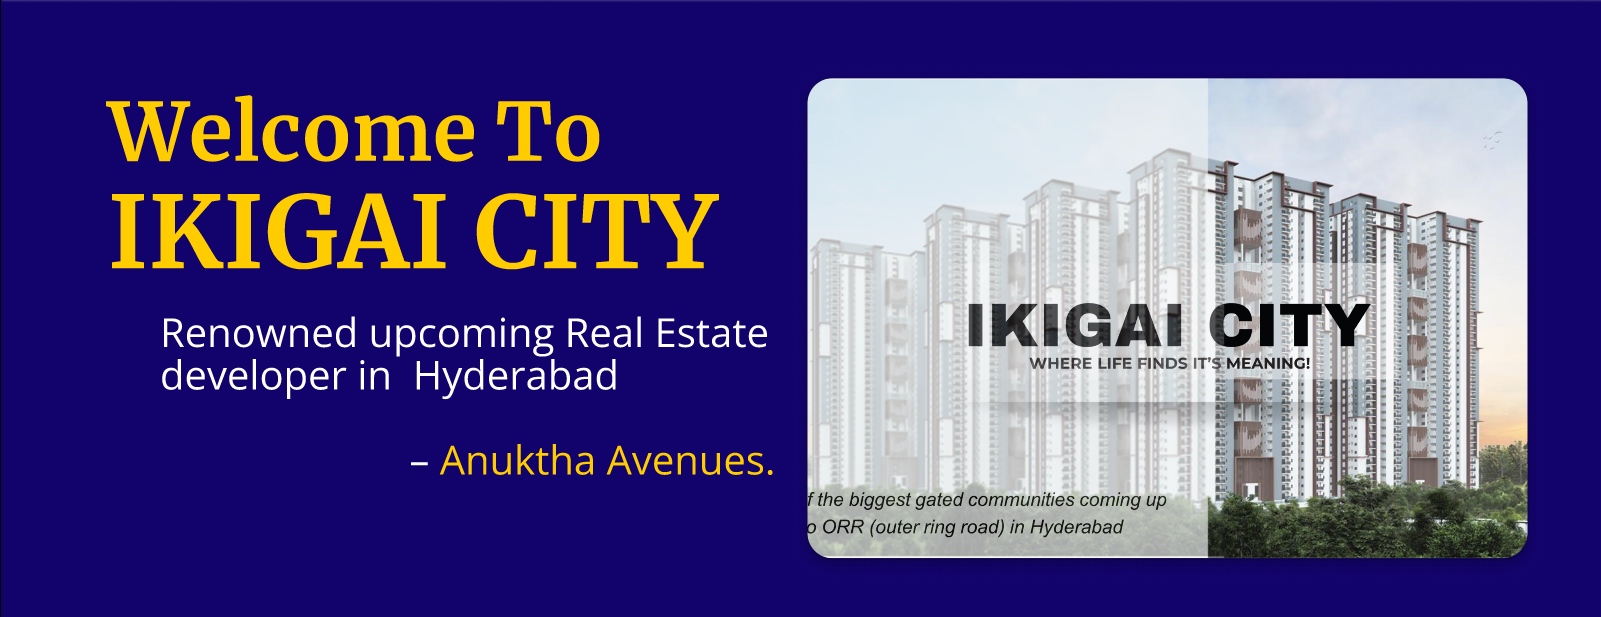 Welcome To
IKIGAI CITY
Renowned upcoming Real Estate
developer in Hyderabad
– Anuktha Avenues.
IKIGAI CITY
WHERE LIFE FINDS IT'S MEANING!
f the biggest gated communities coming up
o ORR (outer ring road) in Hyderabad